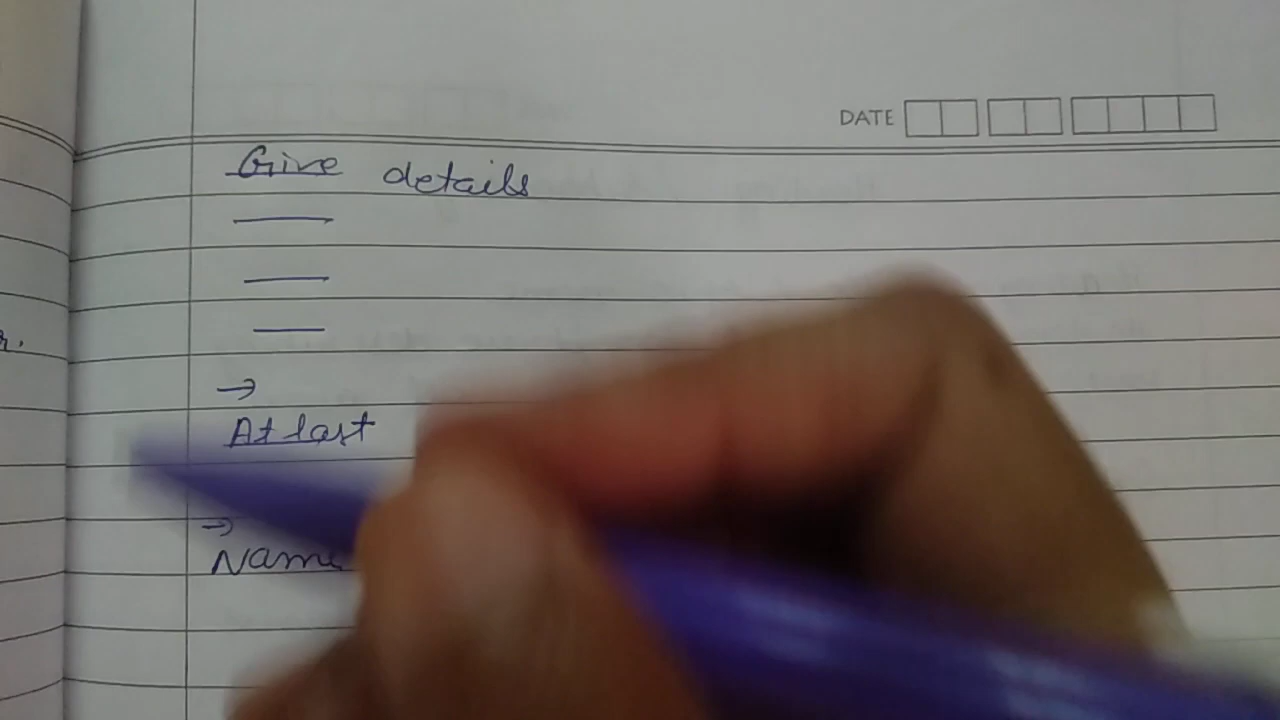 DATE
Give details
→
At last
→
Name